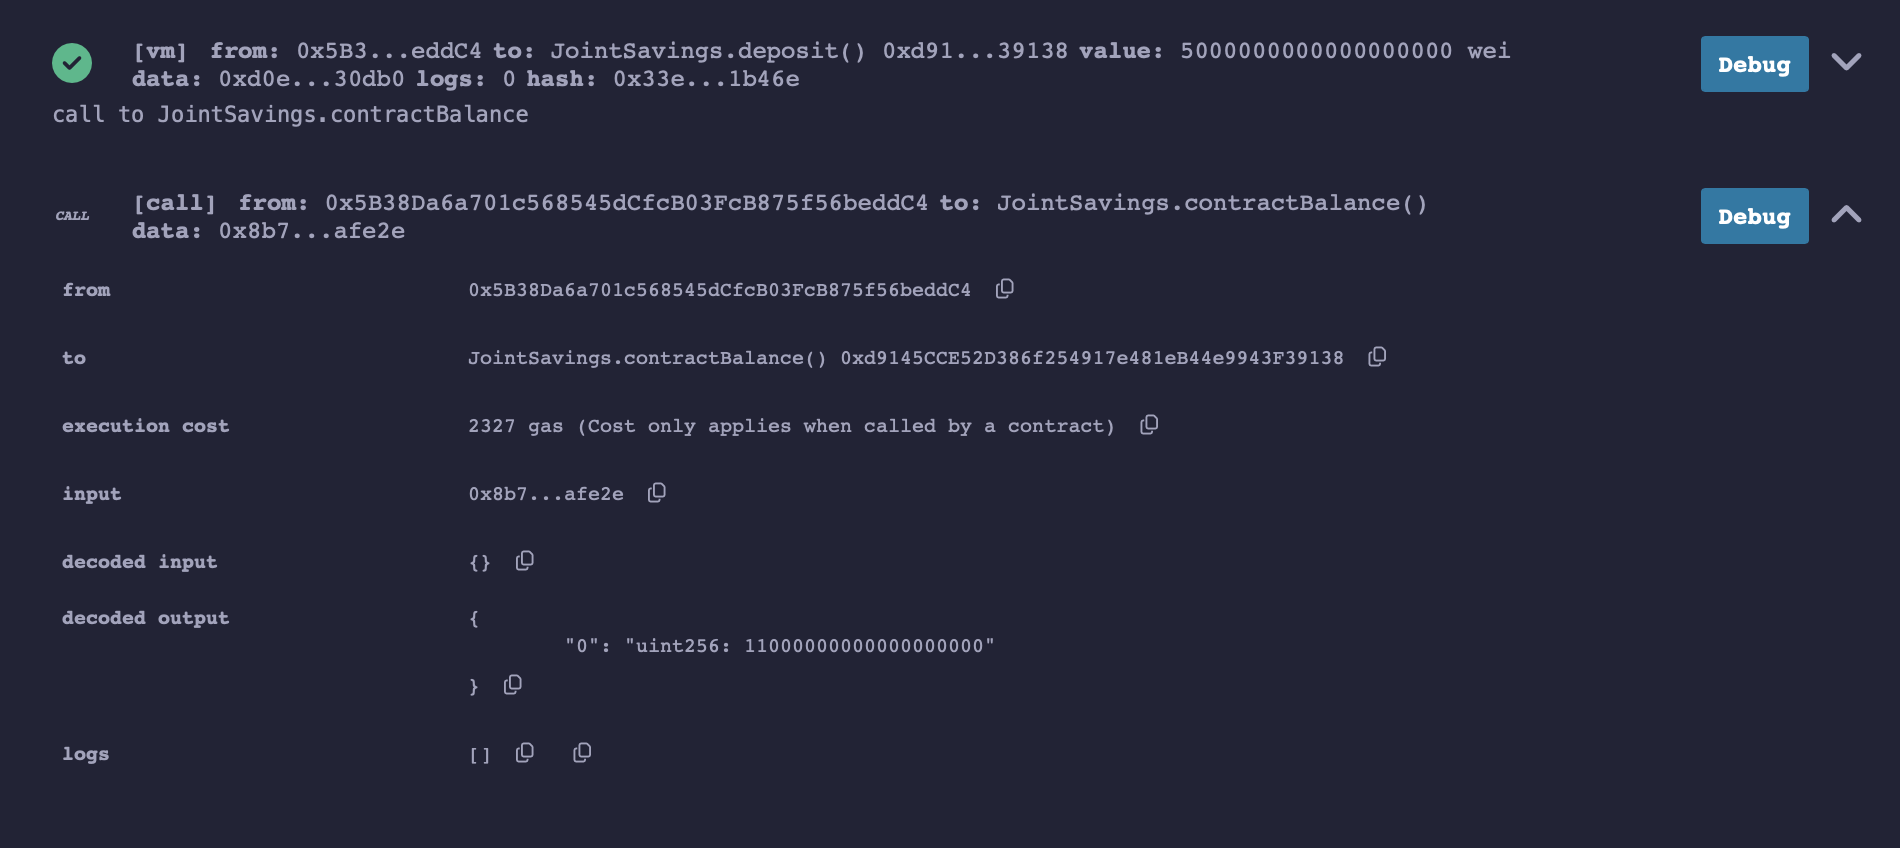 [vm] from: 0x5B3...eddC4 to: JointSavings.deposit() 0xd91...39138 value: 5000000000000000000 wei
data: 0xd0e...30db0 logs: 0 hash: 0x33e...1b46e
Debug
call to JointSavings.contractBalance
CALL
[call] from: 0x5B38Da6a701c568545dCfcB03FcB875f56beddC4 to: JointSavings.contractBalance()
data: 0x8b7...afe2e
Debug
from 0x5B38Da6a701c568545dCfcB03FcB875f56beddC4
to JointSavings.contractBalance() 0xd9145CCE52D386f254917e481eB44e9943F39138
execution cost 2327 gas (Cost only applies when called by a contract)
input 0x8b7...afe2e
decoded input {}
decoded output {
"0": "uint256: 11000000000000000000"
}
logs []